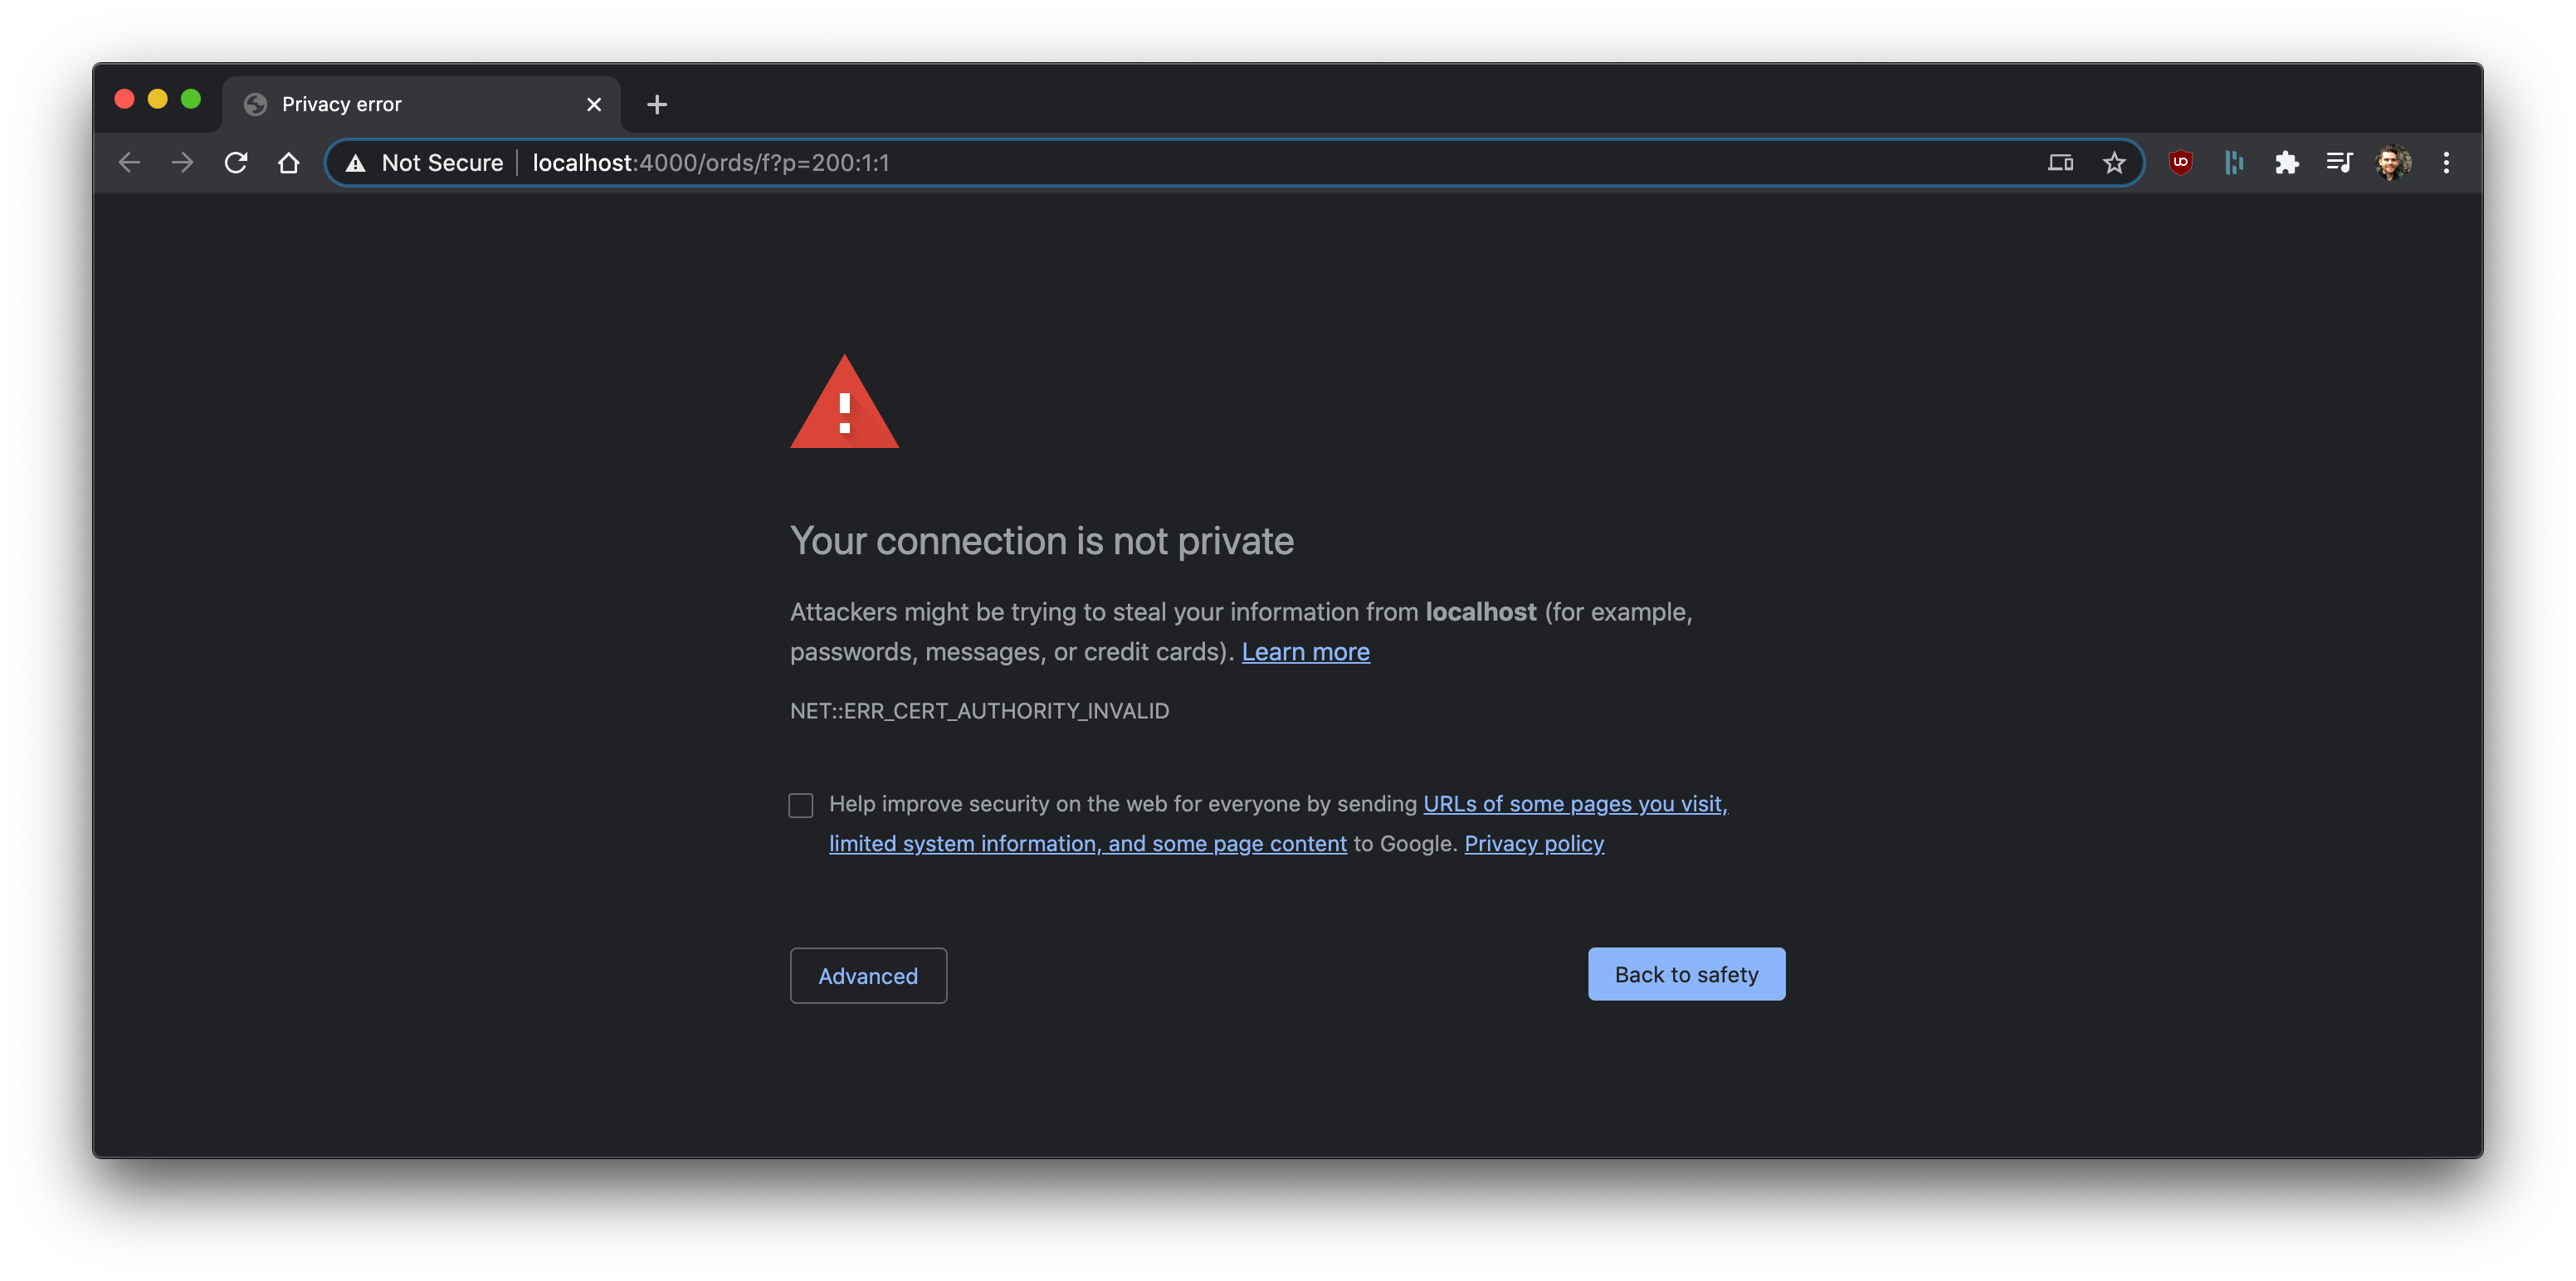 Privacy error
Not Secure localhost:4000/ords/f?p=200:1:1
Your connection is not private
Attackers might be trying to steal your information from localhost (for example,
passwords, messages, or credit cards). Learn more
NET::ERR_CERT_AUTHORITY_INVALID
Help improve security on the web for everyone by sending URLs of some pages you visit,
limited system information, and some page content to Google. Privacy policy
Advanced
Back to safety